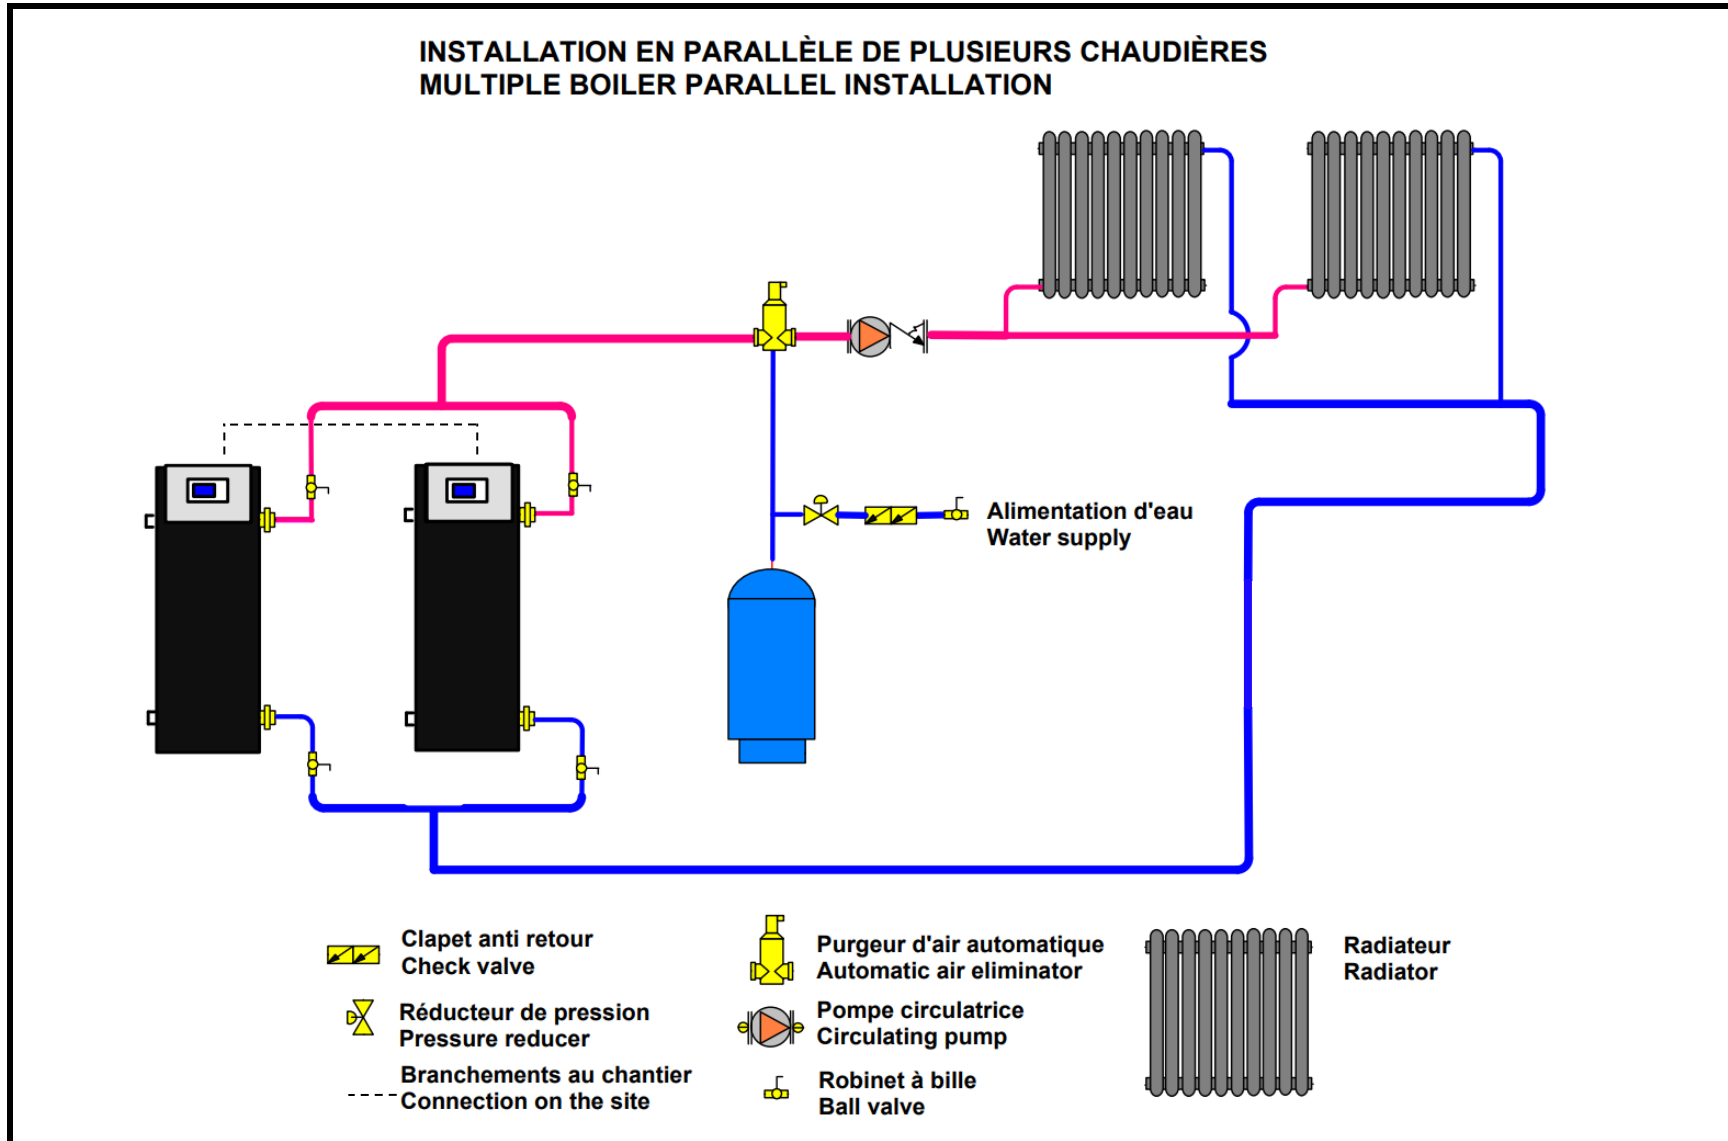 INSTALLATION EN PARALLÈLE DE PLUSIEURS CHAUDIÈRES
MULTIPLE BOILER PARALLEL INSTALLATION
Alimentation d'eau
Water supply
Clapet anti retour
Check valve
Réducteur de pression
Pressure reducer
Branchements au chantier
Connection on the site
Purgeur d'air automatique
Automatic air eliminator
Pompe circulatrice
Circulating pump
Robinet à bille
Ball valve
Radiateur
Radiator